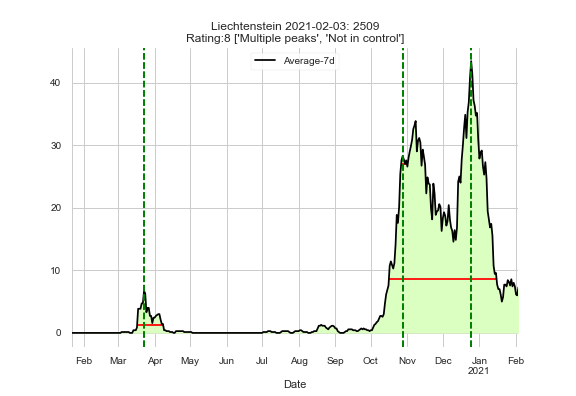 Liechtenstein 2021-02-03: 2509
Rating:8 ['Multiple peaks', 'Not in control']
Average-7d
40
30
20
10
0
Feb Mar Apr May Jun Jul Aug Sep Oct Nov Dec Jan Feb
2021
Date